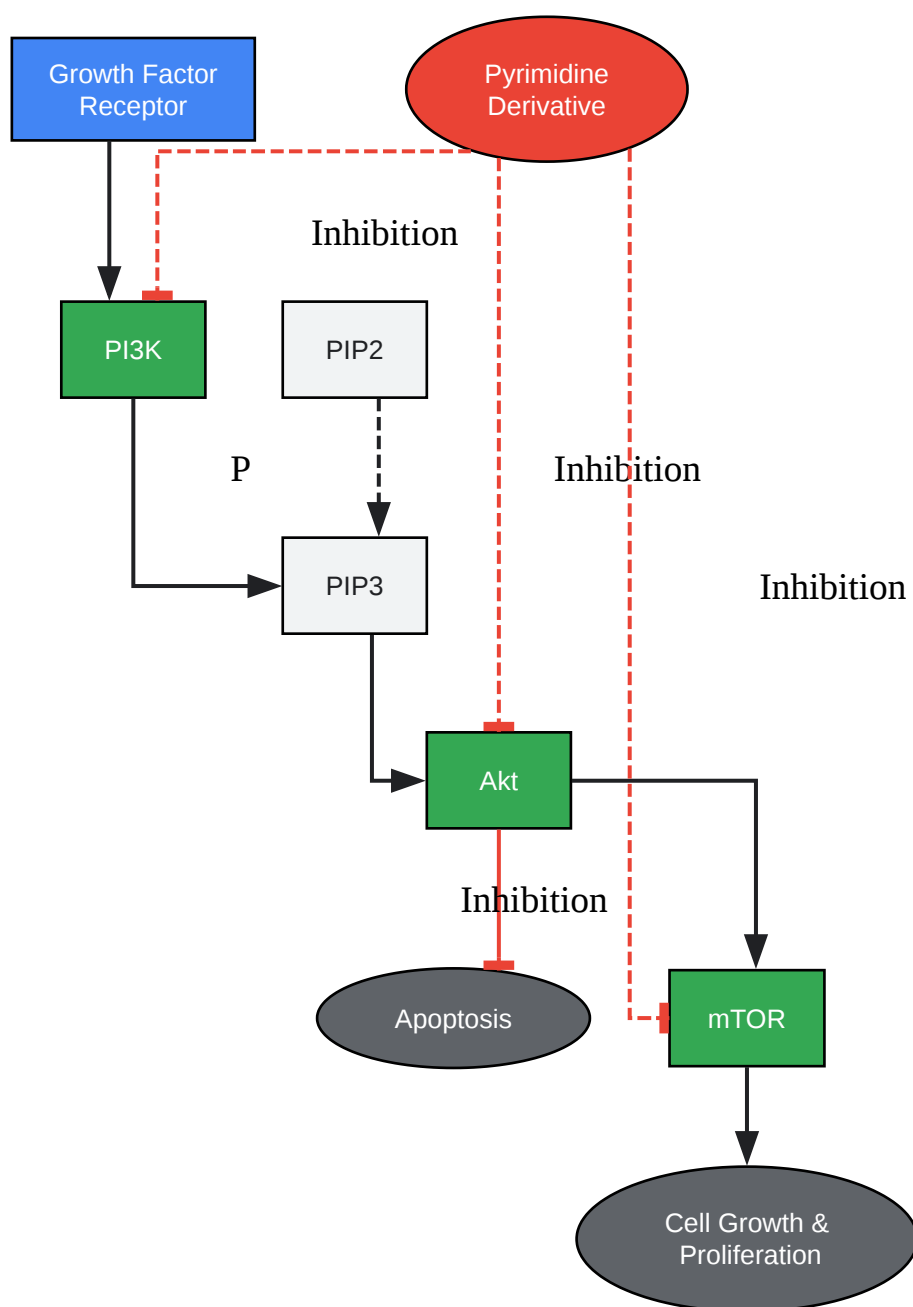 Growth Factor
Receptor
Pyrimidine
Derivative
Inhibition
PI3K
PIP2
P
Inhibition
PIP3
Inhibition
Akt
Inhibition
Apoptosis
mTOR
Cell Growth &
Proliferation